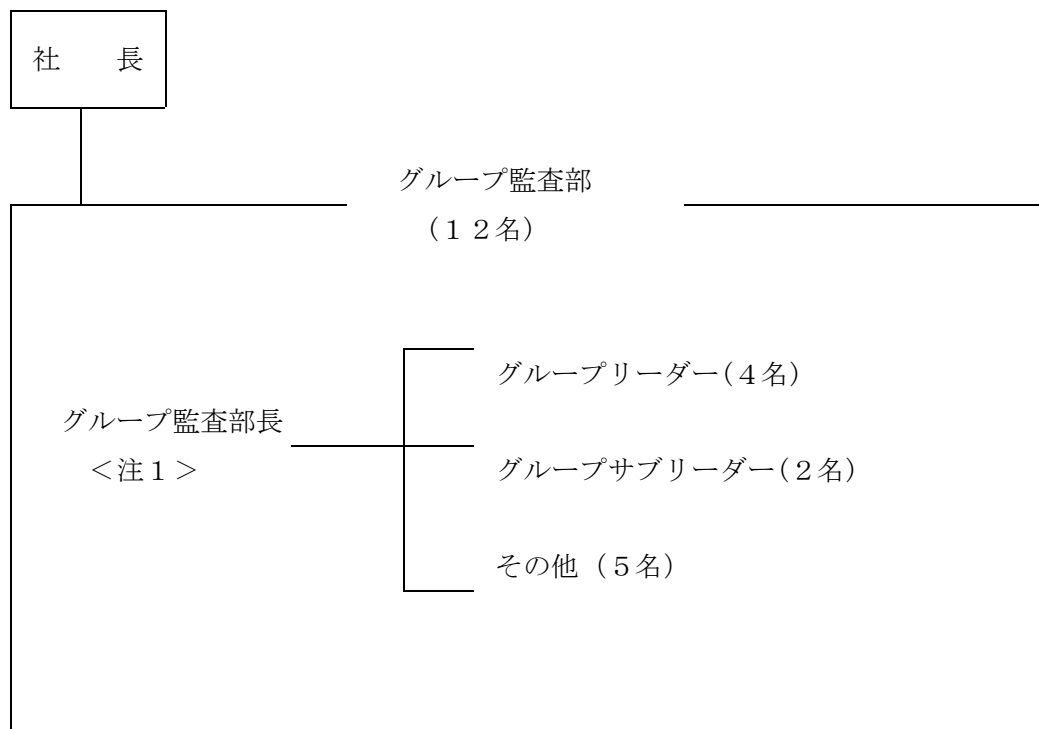 社　　長
グループ監査部
（１２名）
グループリーダー（４名）
グループ監査部長
＜注１＞
グループサブリーダー（２名）
その他（５名）